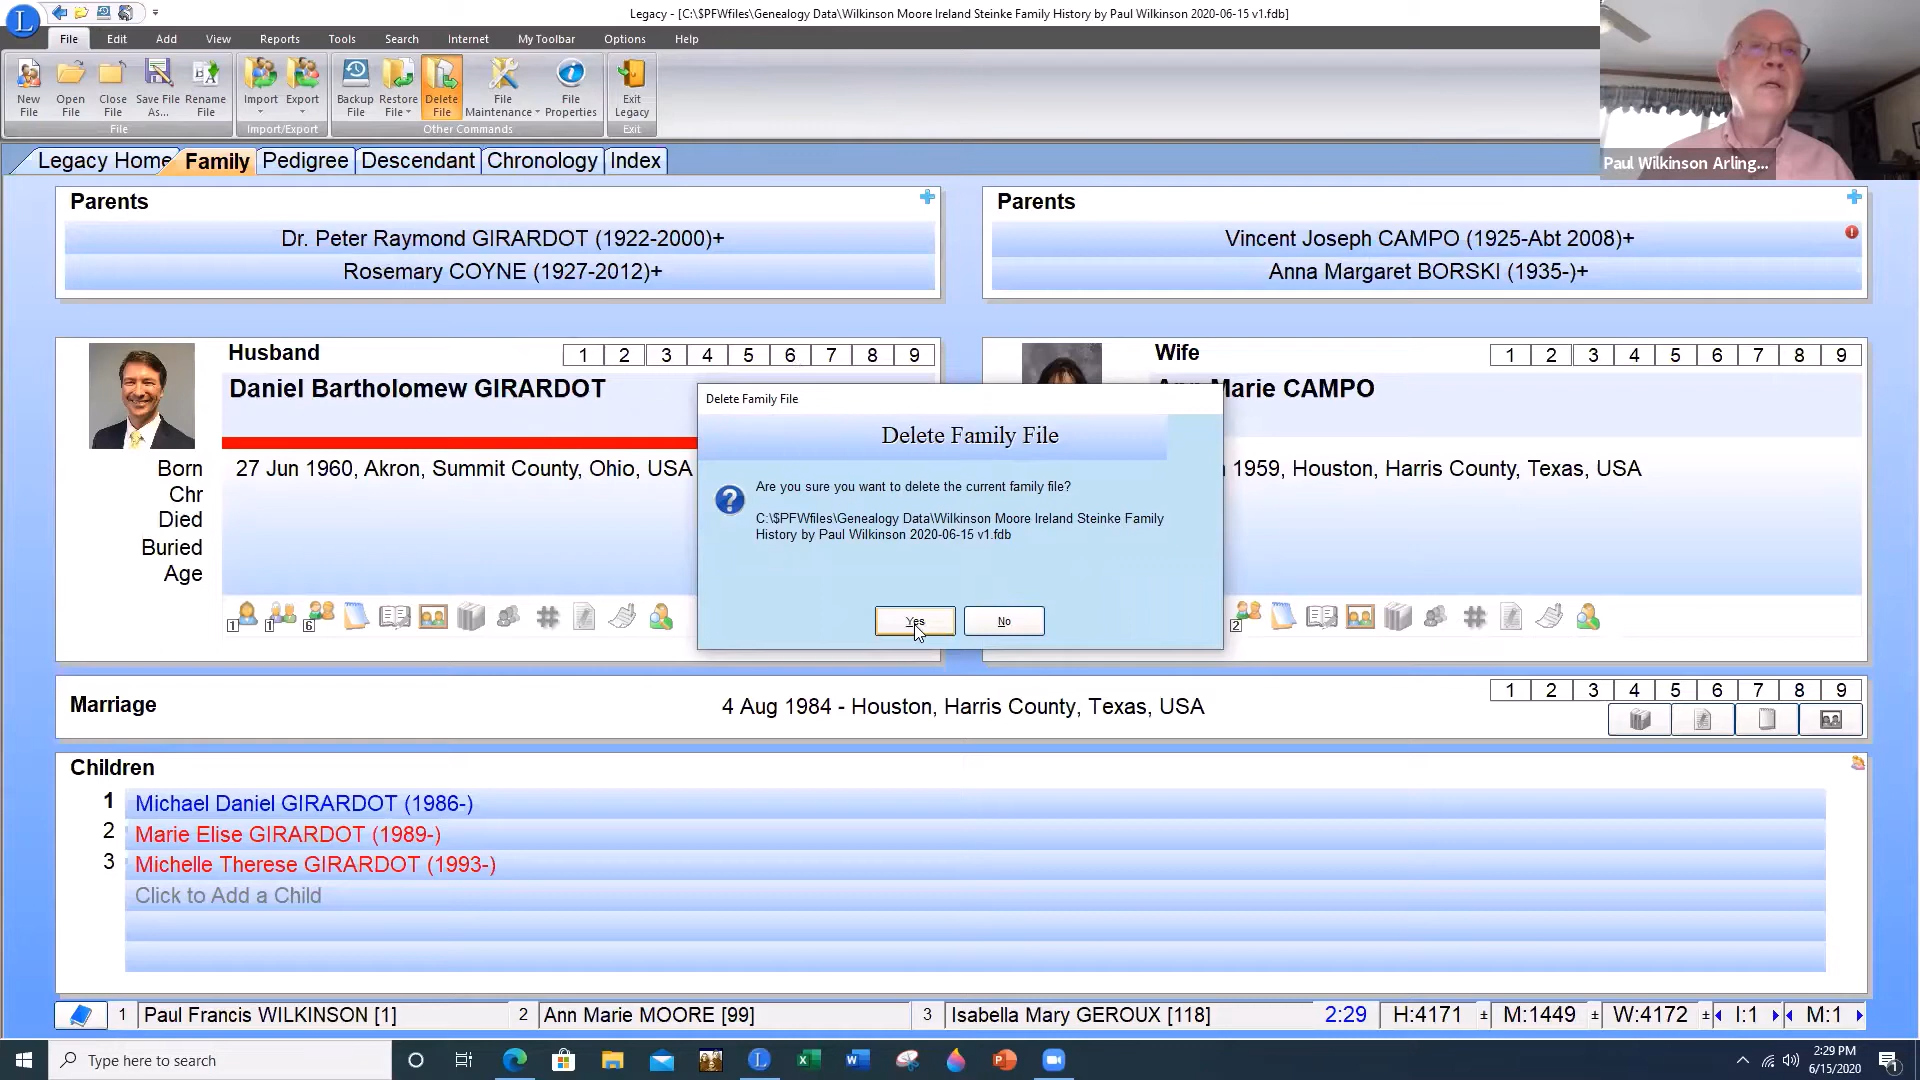 Legacy - [C:\$PFWfiles\Genealogy Data\Wilkinson Moore Ireland Steinke Family History by Paul Wilkinson 2020-06-15 v1.fdb]
File Edit Add View Reports Tools Search Internet My Toolbar Options Help
New File
Open File
Close File
Save File As...
Rename File
Import
Export
Backup File
Restore File
Delete File
File Maintenance
File Properties
Exit Legacy
File
Import/Export
Other Commands
Exit
Paul Wilkinson Arling...
Legacy Home Family Pedigree Descendant Chronology Index
Parents
Dr. Peter Raymond GIRARDOT (1922-2000)+
Rosemary COYNE (1927-2012)+
Parents
Vincent Joseph CAMPO (1925-Abt 2008)+
Anna Margaret BORSKI (1935-)+
Husband 1 2 3 4 5 6 7 8 9
Daniel Bartholomew GIRARDOT
Born 27 Jun 1960, Akron, Summit County, Ohio, USA
Chr
Died
Buried
Age
1 1 6
Wife 1 2 3 4 5 6 7 8 9
Marie CAMPO
1959, Houston, Harris County, Texas, USA
2
Delete Family File
Delete Family File
Are you sure you want to delete the current family file?
C:\$PFWfiles\Genealogy Data\Wilkinson Moore Ireland Steinke Family
History by Paul Wilkinson 2020-06-15 v1.fdb
Yes No
Marriage 4 Aug 1984 - Houston, Harris County, Texas, USA 1 2 3 4 5 6 7 8 9
Children
1 Michael Daniel GIRARDOT (1986-)
2 Marie Elise GIRARDOT (1989-)
3 Michelle Therese GIRARDOT (1993-)
Click to Add a Child
1 Paul Francis WILKINSON [1] 2 Ann Marie MOORE [99] 3 Isabella Mary GEROUX [118] 2:29 H:4171 ± M:1449 ± W:4172 ± I:1 M:1
Type here to search
2:29 PM
6/15/2020
1